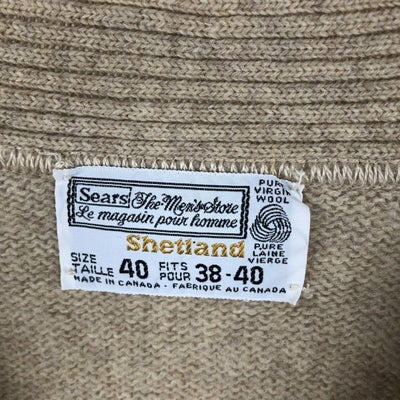 Sears The Men's Store
Le magasin pour homme
Shetland
SIZE TAILLE 40 FITS POUR 38-40
MADE IN CANADA - FABRIQUE AU CANADA
PURE
VIRGIN
WOOL
PURE
LAINE
VIERGE